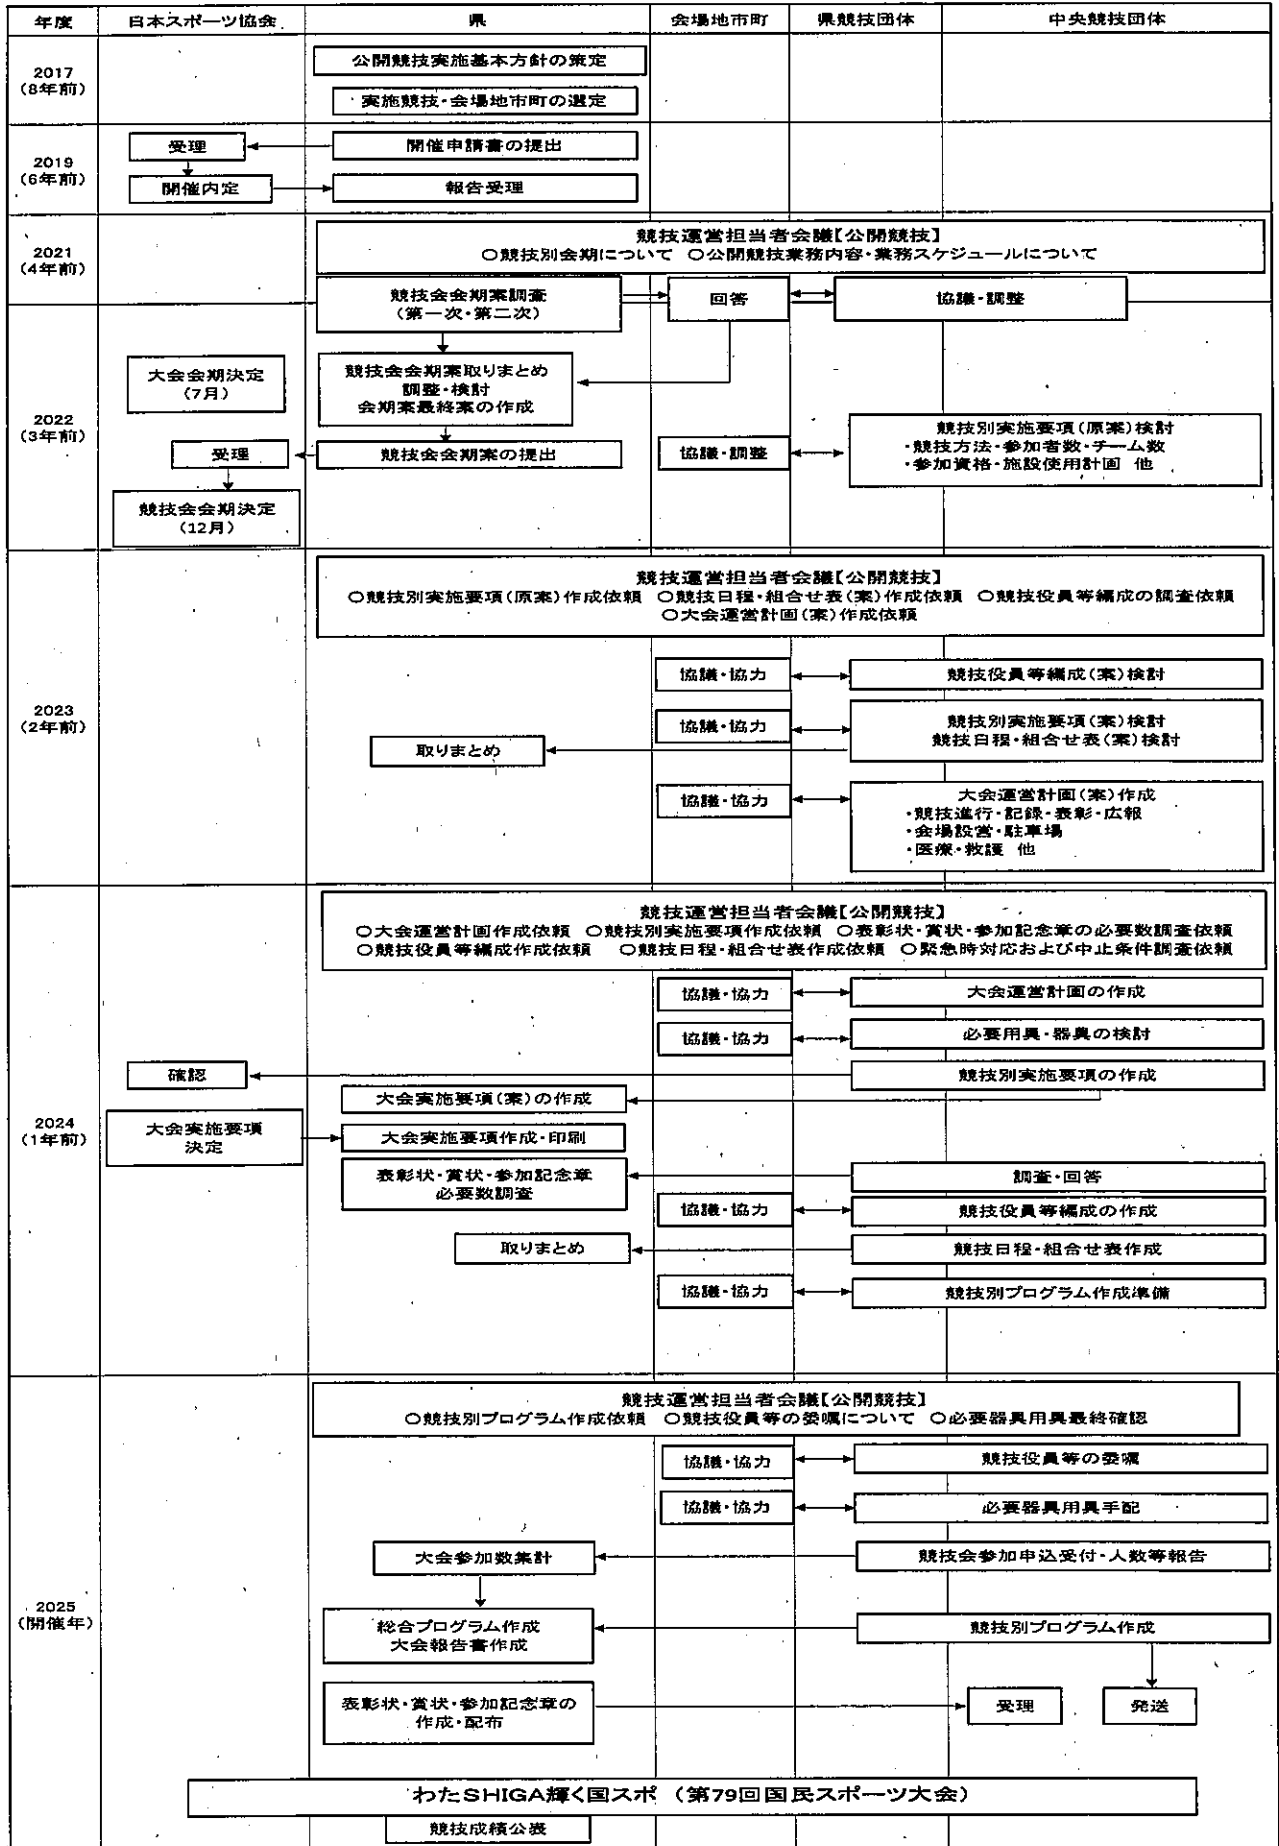 年度
日本スポーツ協会
県
会場地市町
県競技団体
中央競技団体
2017
(8年前)
公開競技実施基本方針の策定
実施競技・会場地市町の選定
2019
(6年前)
受理
開催申請書の提出
開催内定
報告受理
2021
(4年前)
競技運営担当者会議【公開競技】
○競技別会期について ○公開競技業務内容・業務スケジュールについて
競技会会期案調査
(第一次・第二次)
回答
協議・調整
2022
(3年前)
大会会期決定
(7月)
競技会会期案取りまとめ
調整・検討
会期案最終案の作成
受理
競技会会期案の提出
協議・調整
競技別実施要項(原案)検討
・競技方法・参加者数・チーム数
・参加資格・施設使用計画 他
競技会会期決定
(12月)
2023
(2年前)
競技運営担当者会議【公開競技】
○競技別実施要項(原案)作成依頼 ○競技日程・組合せ表(案)作成依頼 ○競技役員等編成の調査依頼
○大会運営計画(案)作成依頼
協議・協力
競技役員等編成(案)検討
協議・協力
競技別実施要項(案)検討
競技日程・組合せ表(案)検討
取りまとめ
協議・協力
大会運営計画(案)作成
・競技進行・記録・表彰・広報
・会場設営・駐車場
・医療・救護 他
2024
(1年前)
競技運営担当者会議【公開競技】
○大会運営計画作成依頼 ○競技別実施要項作成依頼 ○表彰状・賞状・参加記念章の必要数調査依頼
○競技役員等編成作成依頼 ○競技日程・組合せ表作成依頼 ○緊急時対応および中止条件調査依頼
協議・協力
大会運営計画の作成
協議・協力
必要用具・器具の検討
確認
競技別実施要項の作成
大会実施要項(案)の作成
大会実施要項
決定
大会実施要項作成・印刷
表彰状・賞状・参加記念章
必要数調査
調査・回答
協議・協力
競技役員等編成の作成
取りまとめ
競技日程・組合せ表作成
協議・協力
競技別プログラム作成準備
2025
(開催年)
競技運営担当者会議【公開競技】
○競技別プログラム作成依頼 ○競技役員等の委嘱について ○必要器具用具最終確認
協議・協力
競技役員等の委嘱
協議・協力
必要器具用具手配
大会参加数集計
競技会参加申込受付・人数等報告
総合プログラム作成
大会報告書作成
競技別プログラム作成
表彰状・賞状・参加記念章の
作成・配布
受理
発送
わたSHIGA輝く国スポ (第79回国民スポーツ大会)
競技成績公表